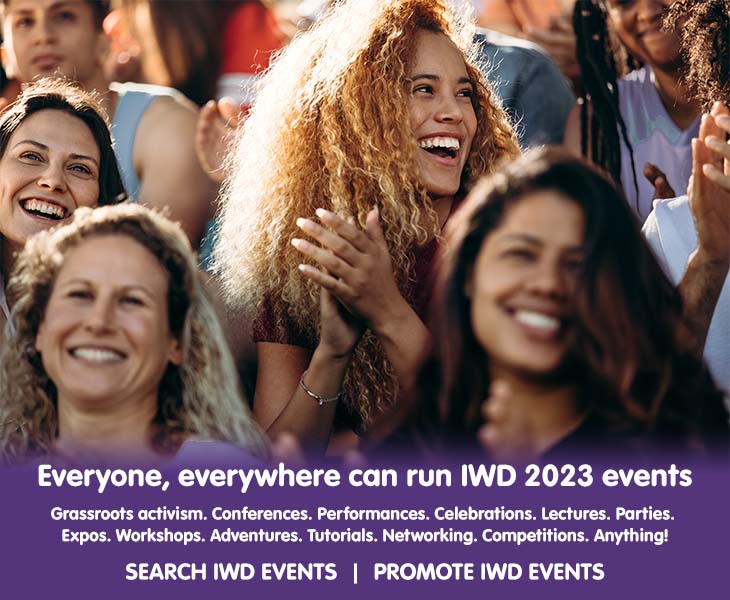 Everyone, everywhere can run IWD 2023 events
Grassroots activism. Conferences. Performances. Celebrations. Lectures. Parties.
Expos. Workshops. Adventures. Tutorials. Networking. Competitions. Anything!
SEARCH IWD EVENTS | PROMOTE IWD EVENTS